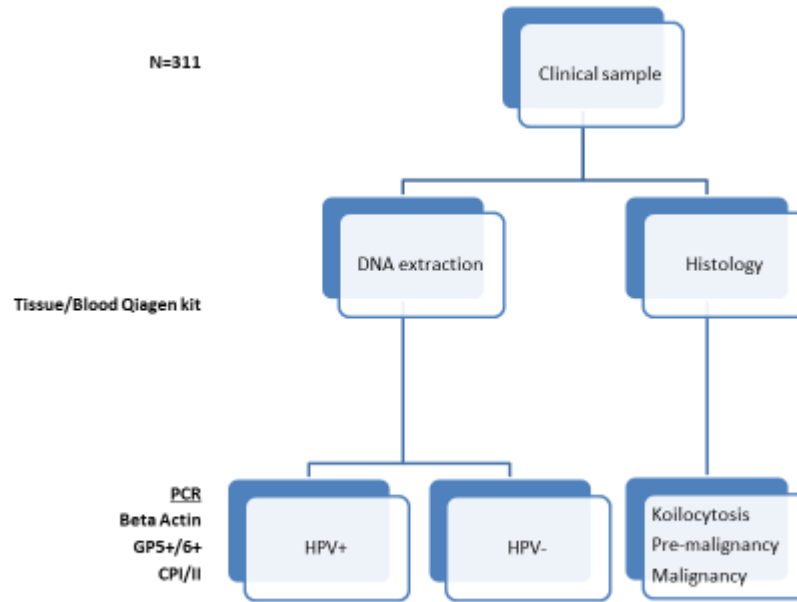 N=311
Clinical sample
DNA extraction
Histology
Tissue/Blood Qiagen kit
PCR
Beta Actin
GP5+/6+
CPI/II
HPV+
HPV-
Koilocytosis
Pre-malignancy
Malignancy